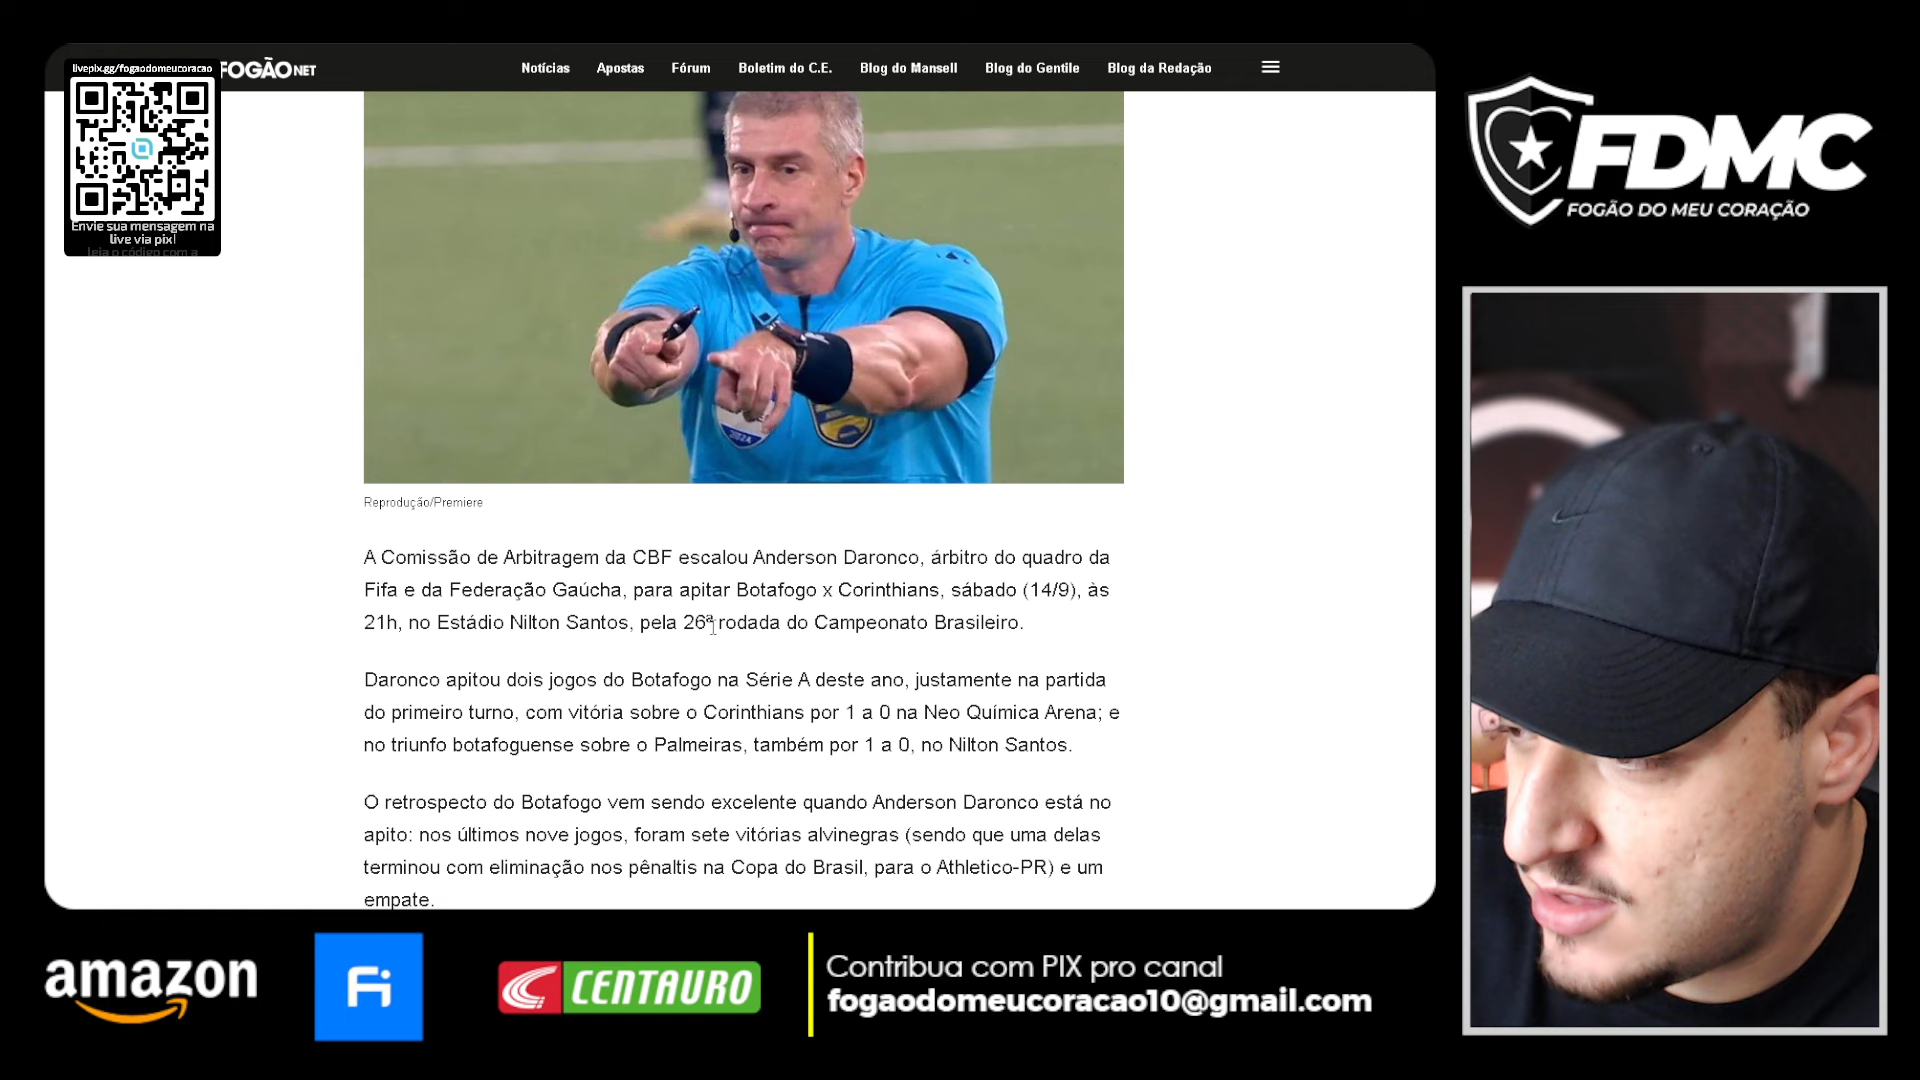 livepix.gg/fogaodomeucoracao
Envie sua mensagem na
live via pix!
leia o código com a
FOGÃONET
Notícias
Apostas
Fórum
Boletim do C.E.
Blog do Mansell
Blog do Gentile
Blog da Redação
FDMC
FOGÃO DO MEU CORAÇÃO
2024
Reprodução/Premiere
A Comissão de Arbitragem da CBF escalou Anderson Daronco, árbitro do quadro da
Fifa e da Federação Gaúcha, para apitar Botafogo x Corinthians, sábado (14/9), às
21h, no Estádio Nilton Santos, pela 26ª rodada do Campeonato Brasileiro.
Daronco apitou dois jogos do Botafogo na Série A deste ano, justamente na partida
do primeiro turno, com vitória sobre o Corinthians por 1 a 0 na Neo Química Arena; e
no triunfo botafoguense sobre o Palmeiras, também por 1 a 0, no Nilton Santos.
O retrospecto do Botafogo vem sendo excelente quando Anderson Daronco está no
apito: nos últimos nove jogos, foram sete vitórias alvinegras (sendo que uma delas
terminou com eliminação nos pênaltis na Copa do Brasil, para o Athletico-PR) e um
empate.
amazon
Fi
CENTAURO
Contribua com PIX pro canal
fogaodomeucoracao10@gmail.com